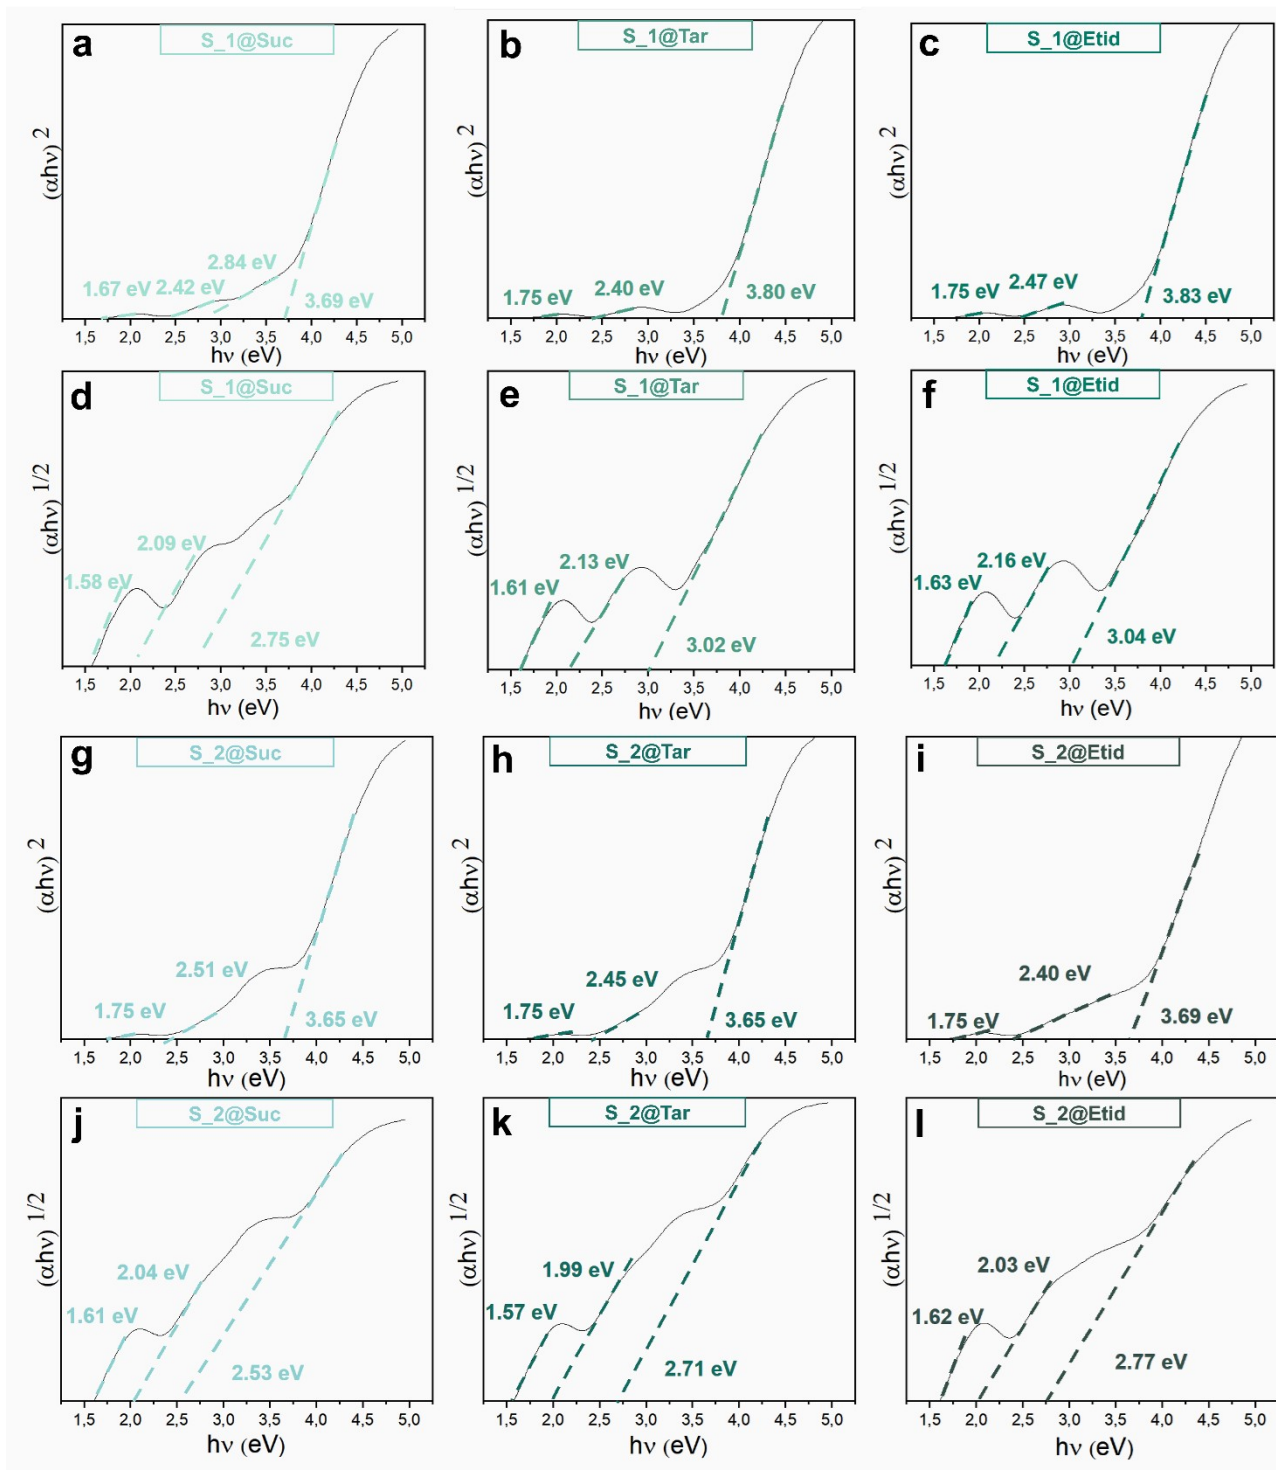 a
S_1@Suc
(αhν) 2
1.67 eV 2.42 eV
2.84 eV
3.69 eV
1,5 2,0 2,5 3,0 3,5 4,0 4,5 5,0
hν (eV)
b
S_1@Tar
(αhν) 2
1.75 eV
2.40 eV
3.80 eV
1,5 2,0 2,5 3,0 3,5 4,0 4,5 5,0
hν (eV)
c
S_1@Etid
(αhν) 2
1.75 eV
2.47 eV
3.83 eV
1,5 2,0 2,5 3,0 3,5 4,0 4,5 5,0
hν (eV)
d
S_1@Suc
(αhν) 1/2
1.58 eV
2.09 eV
2.75 eV
1,5 2,0 2,5 3,0 3,5 4,0 4,5 5,0
hν (eV)
e
S_1@Tar
(αhν) 1/2
1.61 eV
2.13 eV
3.02 eV
1,5 2,0 2,5 3,0 3,5 4,0 4,5 5,0
hν (eV)
f
S_1@Etid
(αhν) 1/2
1.63 eV
2.16 eV
3.04 eV
1,5 2,0 2,5 3,0 3,5 4,0 4,5 5,0
hν (eV)
g
S_2@Suc
(αhν) 2
1.75 eV
2.51 eV
3.65 eV
1,5 2,0 2,5 3,0 3,5 4,0 4,5 5,0
hν (eV)
h
S_2@Tar
(αhν) 2
1.75 eV
2.45 eV
3.65 eV
1,5 2,0 2,5 3,0 3,5 4,0 4,5 5,0
hν (eV)
i
S_2@Etid
(αhν) 2
1.75 eV
2.40 eV
3.69 eV
1,5 2,0 2,5 3,0 3,5 4,0 4,5 5,0
hν (eV)
j
S_2@Suc
(αhν) 1/2
1.61 eV
2.04 eV
2.53 eV
1,5 2,0 2,5 3,0 3,5 4,0 4,5 5,0
hν (eV)
k
S_2@Tar
(αhν) 1/2
1.57 eV
1.99 eV
2.71 eV
1,5 2,0 2,5 3,0 3,5 4,0 4,5 5,0
hν (eV)
l
S_2@Etid
(αhν) 1/2
1.62 eV
2.03 eV
2.77 eV
1,5 2,0 2,5 3,0 3,5 4,0 4,5 5,0
hν (eV)